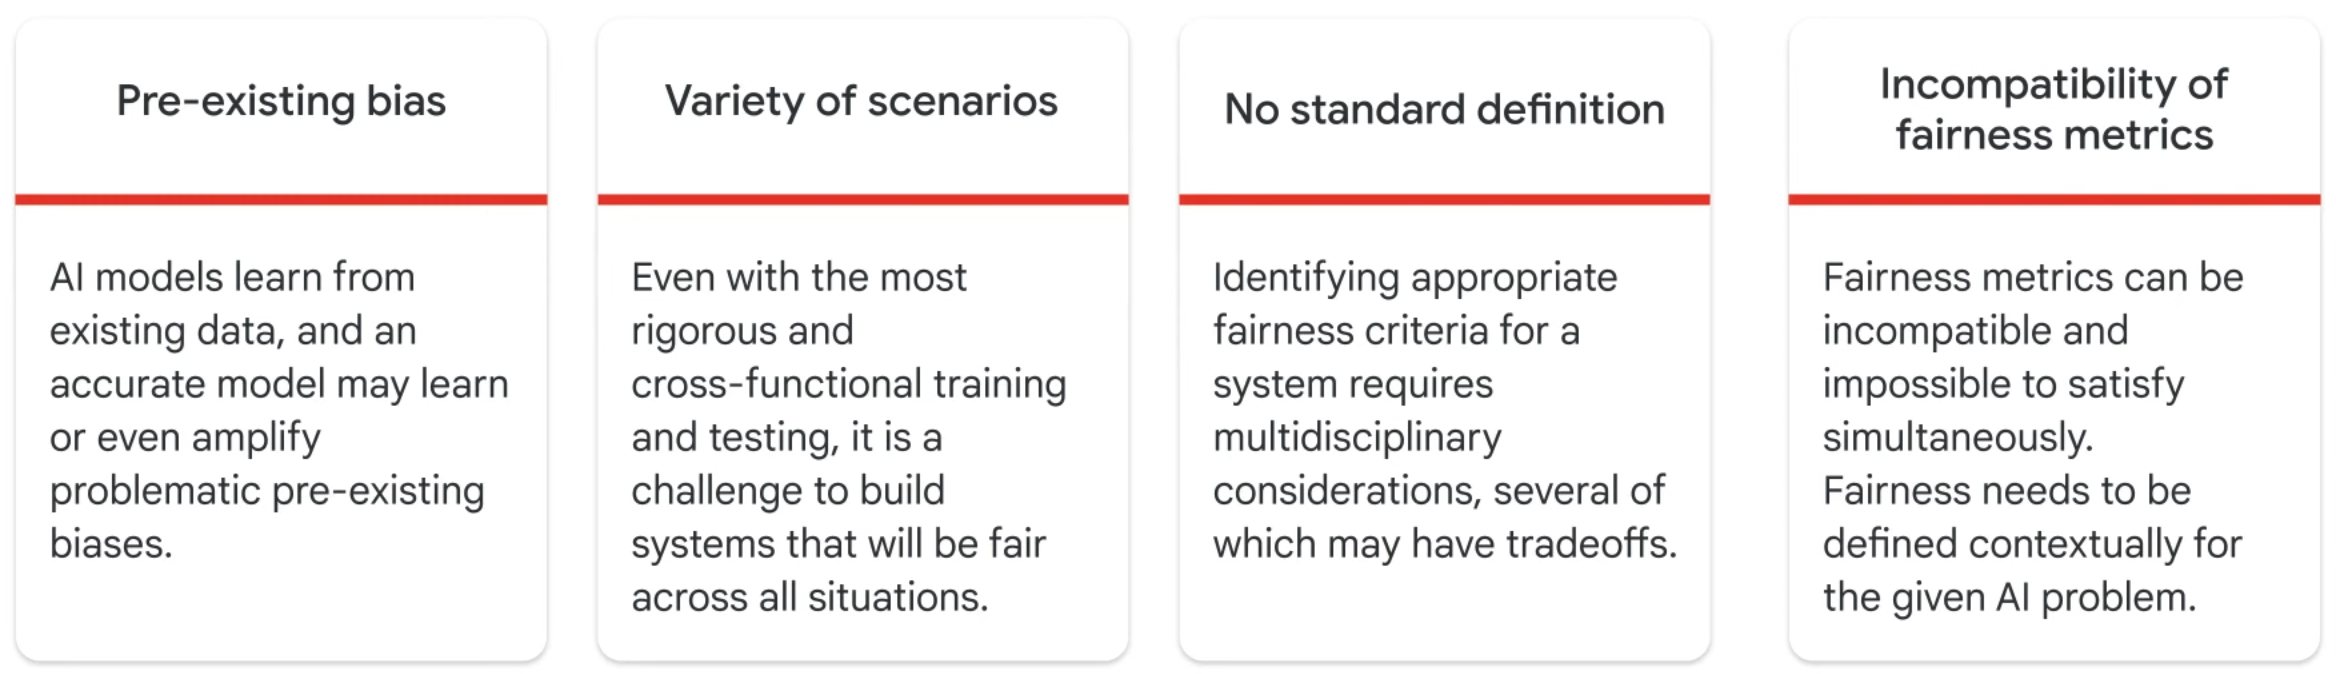 Pre-existing bias
AI models learn from
existing data, and an
accurate model may learn
or even amplify
problematic pre-existing
biases.
Variety of scenarios
Even with the most
rigorous and
cross-functional training
and testing, it is a
challenge to build
systems that will be fair
across all situations.
No standard definition
Identifying appropriate
fairness criteria for a
system requires
multidisciplinary
considerations, several of
which may have tradeoffs.
Incompatibility of
fairness metrics
Fairness metrics can be
incompatible and
impossible to satisfy
simultaneously.
Fairness needs to be
defined contextually for
the given AI problem.